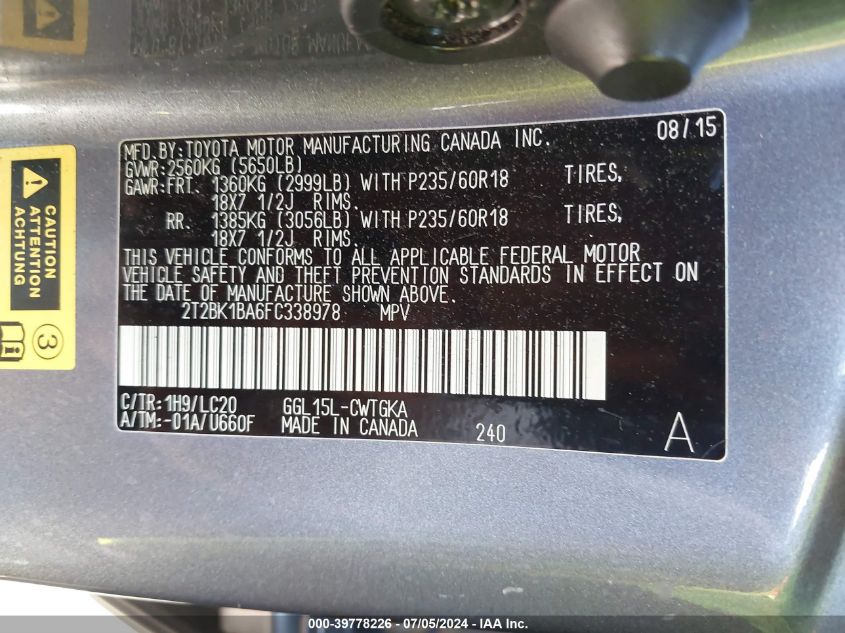 MFD.BY:TOYOTA MOTOR MANUFACTURING CANADA INC. 08/15
GVWR:2560KG (5650LB)
GAWR:FRT. 1360KG (2999LB) WITH P235/60R18 TIRES,
18X7 1/2J RIMS.
RR. 1385KG (3056LB) WITH P235/60R18 TIRES,
18X7 1/2J RIMS.
THIS VEHICLE CONFORMS TO ALL APPLICABLE FEDERAL MOTOR
VEHICLE SAFETY AND THEFT PREVENTION STANDARDS IN EFFECT ON
THE DATE OF MANUFACTURE SHOWN ABOVE.
2T2BK1BA6FC338978 MPV
C/TR:1H9/LC20 GGL15L-CWTGKA
A/TM:-01A/U660F MADE IN CANADA 240 A
CAUTION
ATTENTION
ACHTUNG
3
000-39778226 - 07/05/2024 - IAA Inc.